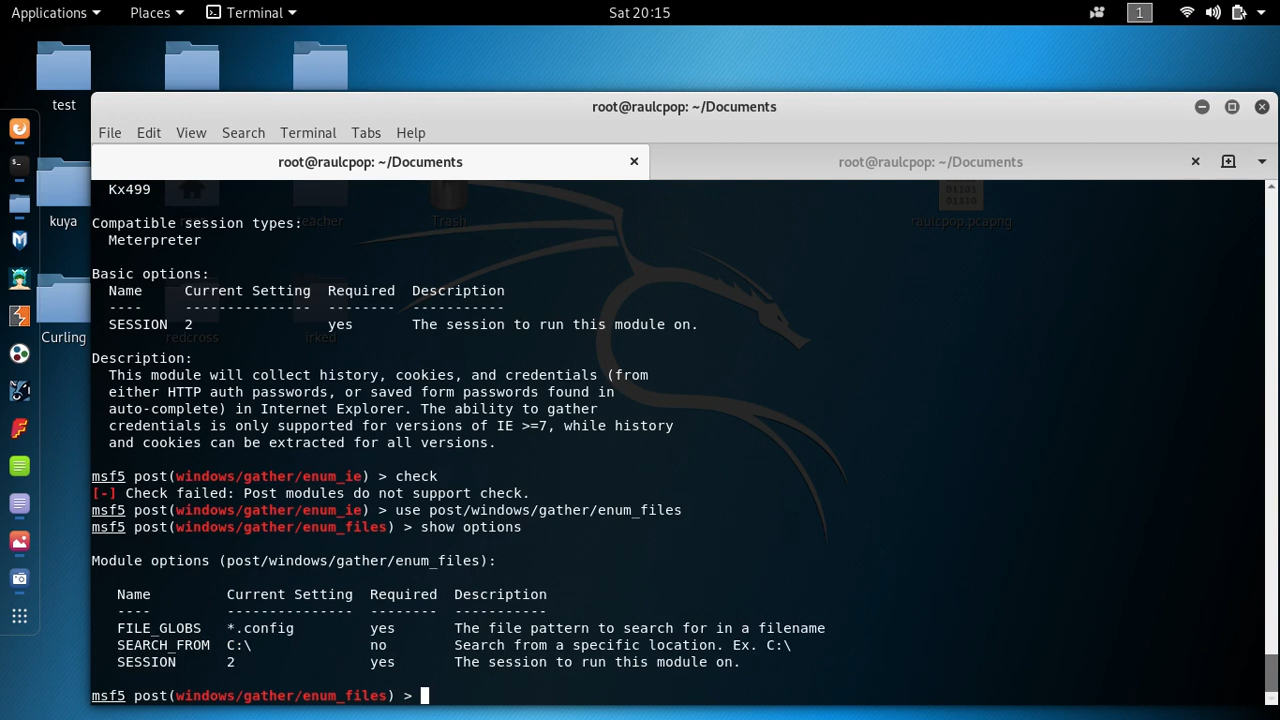 Applications Places Terminal Sat 20:15 1
test
root@raulcpop: ~/Documents
File Edit View Search Terminal Tabs Help
root@raulcpop: ~/Documents root@raulcpop: ~/Documents
Kx499
eacher
Trash
01101
01110
raulcpop.pcapng
kuya
Compatible session types:
Meterpreter
Basic options:
Name Current Setting Required Description
---- --------------- -------- -----------
SESSION 2 yes The session to run this module on.
Curling
redcross
irked
Description:
This module will collect history, cookies, and credentials (from
either HTTP auth passwords, or saved form passwords found in
auto-complete) in Internet Explorer. The ability to gather
credentials is only supported for versions of IE >=7, while history
and cookies can be extracted for all versions.
msf5 post(windows/gather/enum_ie) > check
[-] Check failed: Post modules do not support check.
msf5 post(windows/gather/enum_ie) > use post/windows/gather/enum_files
msf5 post(windows/gather/enum_files) > show options
Module options (post/windows/gather/enum_files):
Name Current Setting Required Description
---- --------------- -------- -----------
FILE_GLOBS *.config yes The file pattern to search for in a filename
SEARCH_FROM C:\ no Search from a specific location. Ex. C:\
SESSION 2 yes The session to run this module on.
msf5 post(windows/gather/enum_files) >